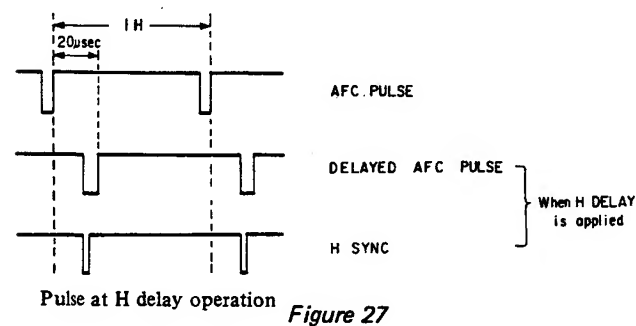 1H
20µsec
AFC.PULSE
DELAYED AFC PULSE
When H DELAY
is applied
H SYNC
Pulse at H delay operation
Figure 27